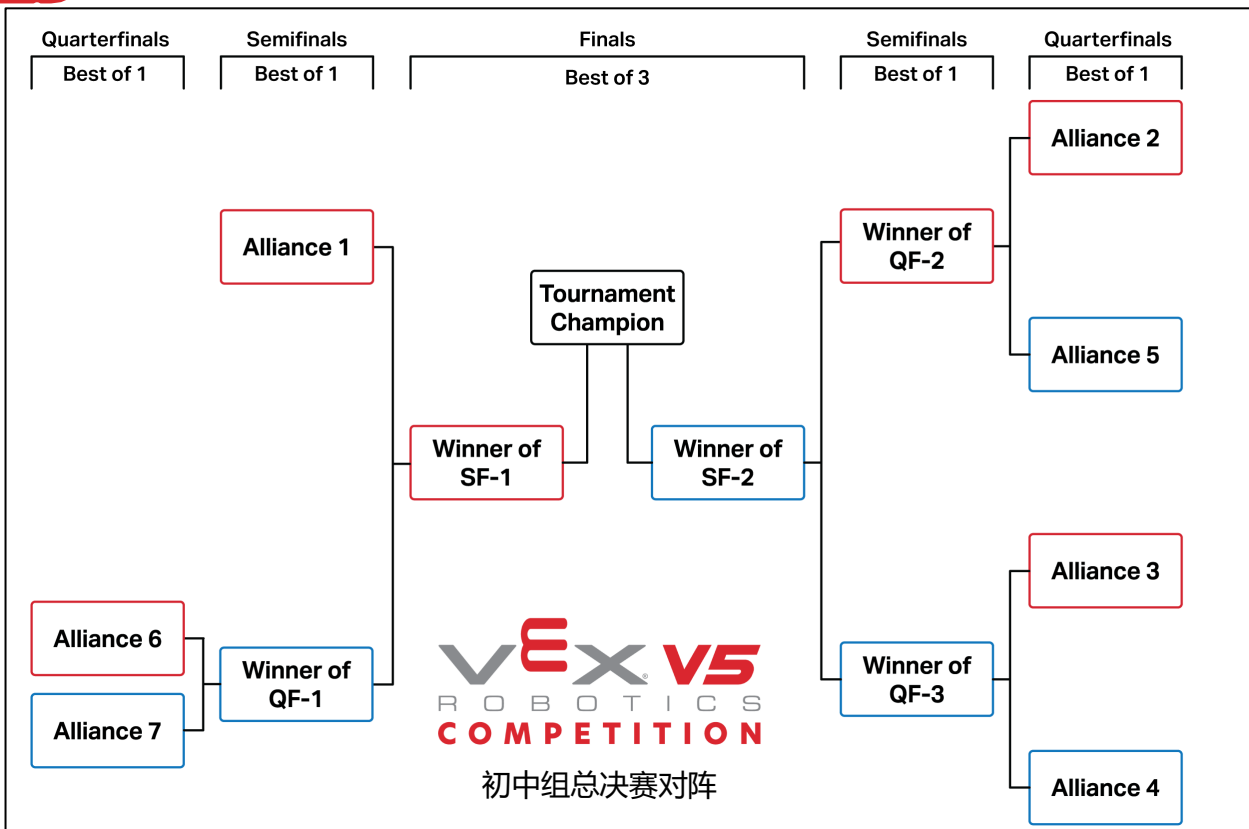 Quarterfinals
Best of 1
Semifinals
Best of 1
Finals
Best of 3
Semifinals
Best of 1
Quarterfinals
Best of 1
Alliance 1
Alliance 6
Alliance 7
Winner of
QF-1
Winner of
SF-1
Tournament
Champion
Winner of
SF-2
Winner of
QF-2
Winner of
QF-3
Alliance 2
Alliance 5
Alliance 3
Alliance 4
VEX® V5
ROBOTICS
COMPETITION
初中组总决赛对阵